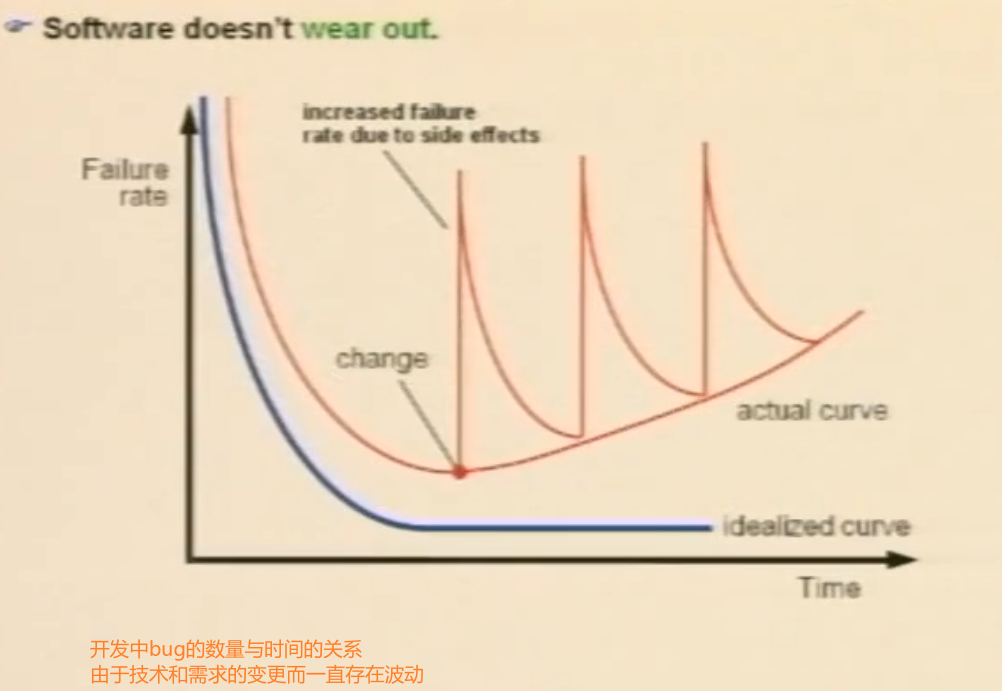 Software doesn't wear out.
increased failure
rate due to side effects
Failure
rate
change
actual curve
idealized curve
Time
开发中bug的数量与时间的关系
由于技术和需求的变更而一直存在波动